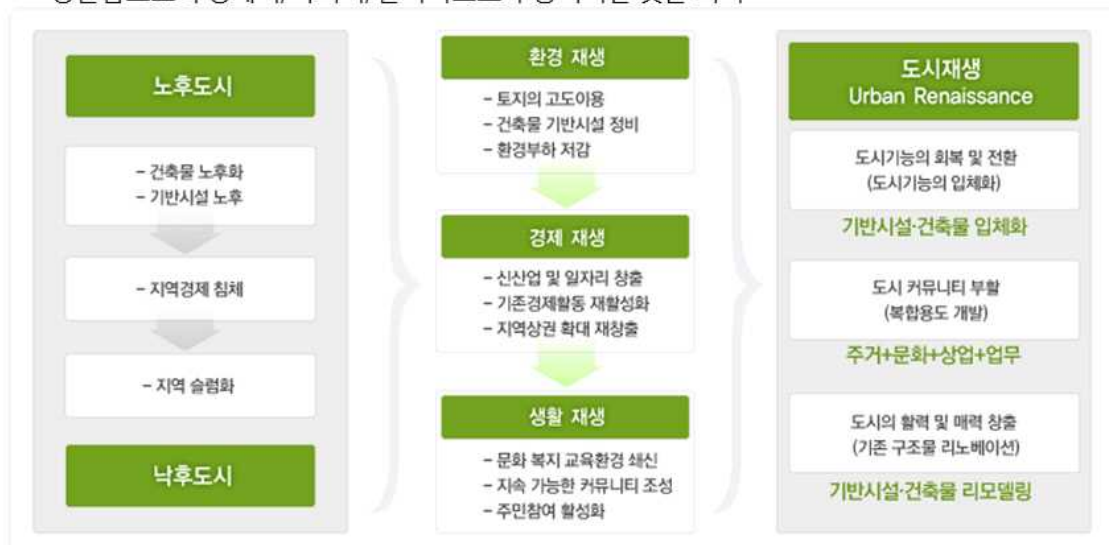 노후도시
– 건축물 노후화
– 기반시설 노후
– 지역경제 침체
– 지역 슬럼화
낙후도시
환경 재생
– 토지의 고도이용
– 건축물 기반시설 정비
– 환경부하 저감
경제 재생
– 신산업 및 일자리 창출
– 기존경제활동 재활성화
– 지역상권 확대 재창출
생활 재생
– 문화 복지 교육환경 쇄신
– 지속 가능한 커뮤니티 조성
– 주민참여 활성화
도시재생
Urban Renaissance
도시기능의 회복 및 전환
(도시기능의 입체화)
기반시설·건축물 입체화
도시 커뮤니티 부활
(복합용도 개발)
주거+문화+상업+업무
도시의 활력 및 매력 창출
(기존 구조물 리노베이션)
기반시설·건축물 리모델링